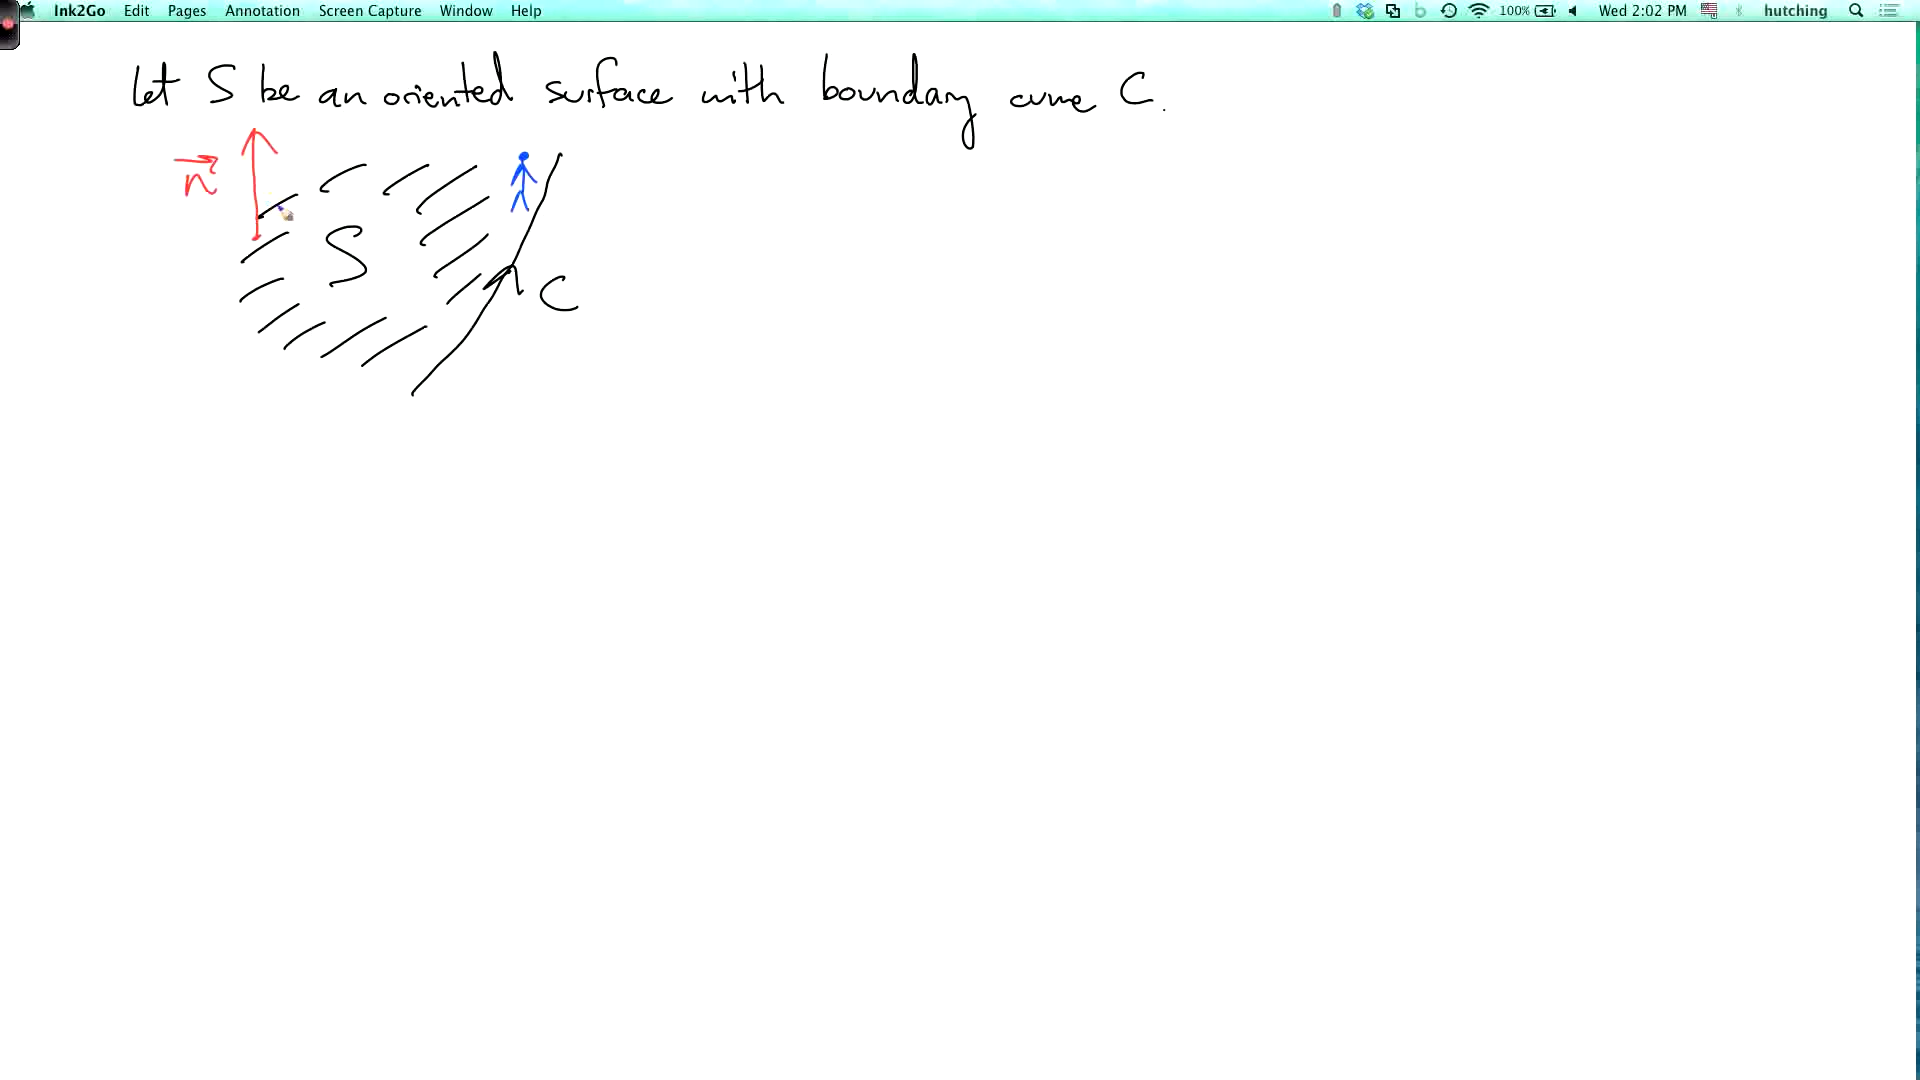 Ink2Go Edit Pages Annotation Screen Capture Window Help 100% Wed 2:02 PM hutching
Let S be an oriented surface with boundary curve C.
n
S
C